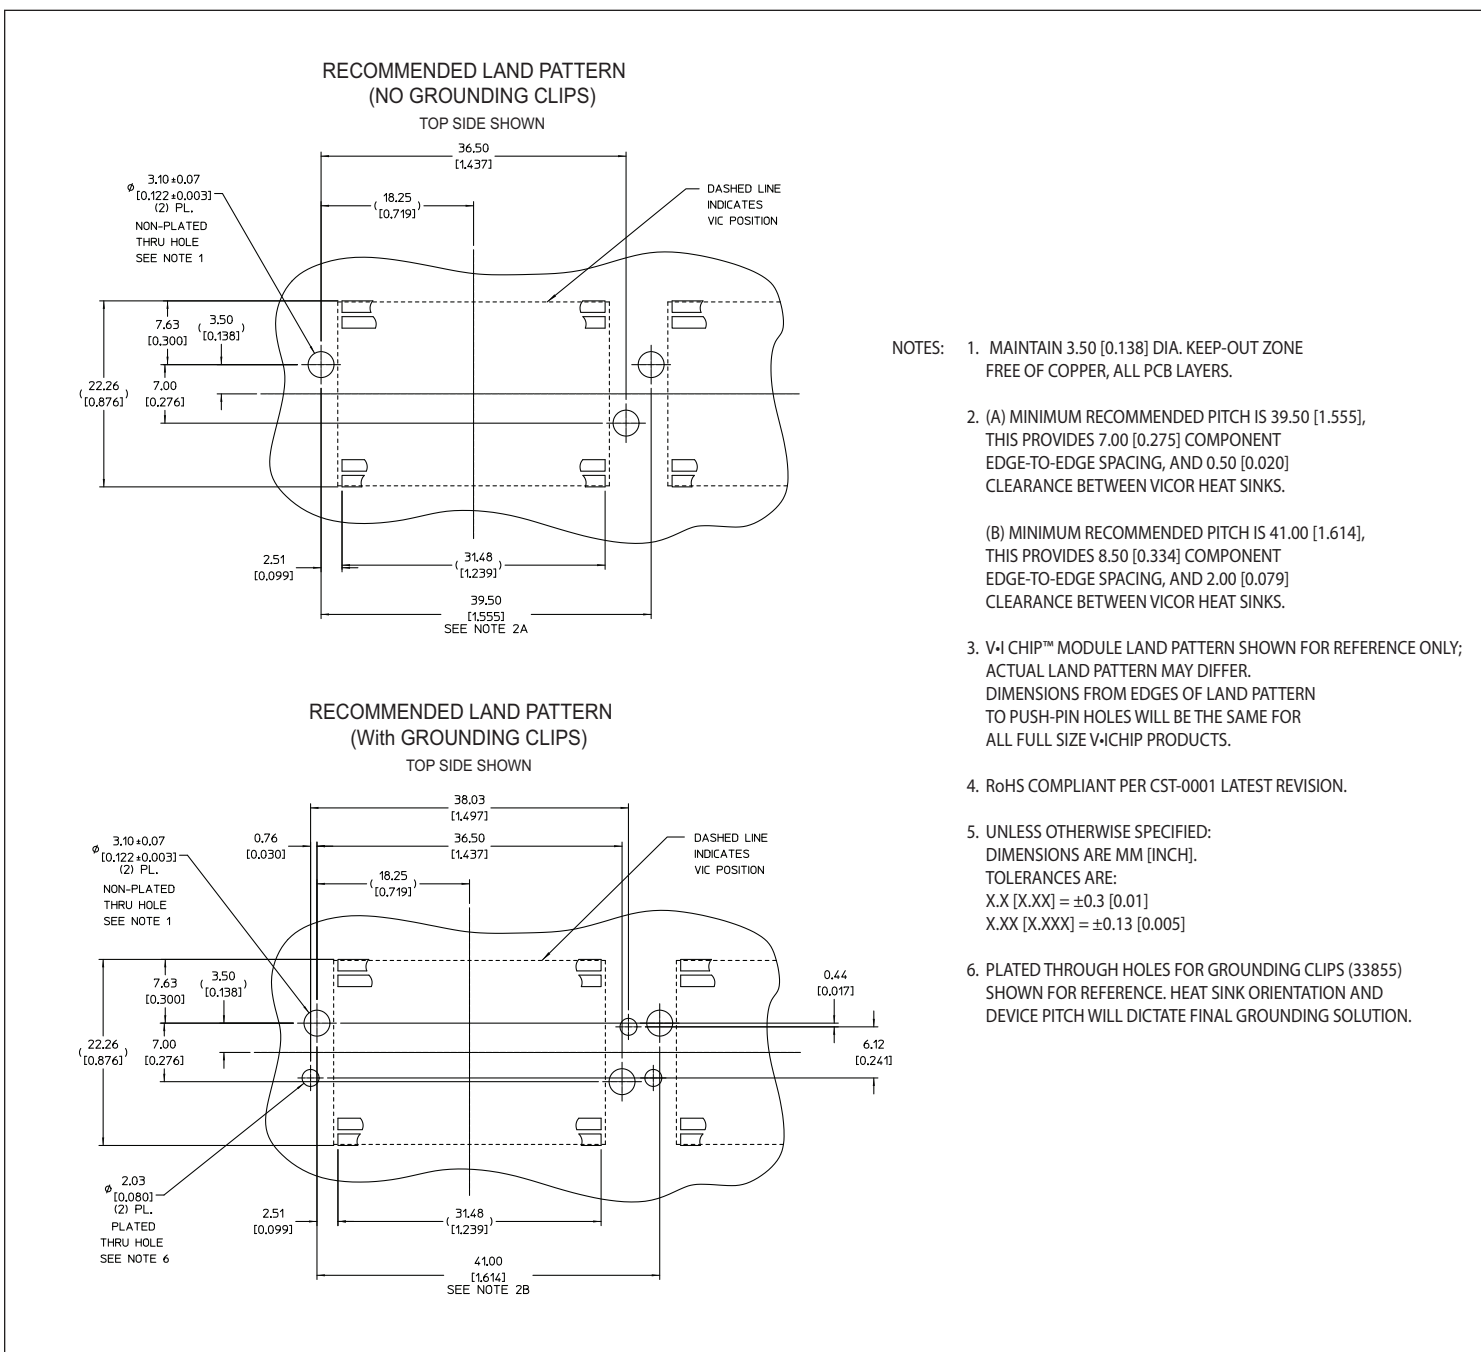 RECOMMENDED LAND PATTERN
(NO GROUNDING CLIPS)
TOP SIDE SHOWN
36.50
[1.437]
3.10 ±0.07
ø [0.122 ±0.003]
(2) PL.
NON-PLATED
THRU HOLE
SEE NOTE 1
(18.25)
[0.719]
DASHED LINE
INDICATES
VIC POSITION
7.63
[0.300]
(3.50)
[0.138]
(22.26)
[0.876]
7.00
[0.276]
2.51
[0.099]
(31.48)
[1.239]
39.50
[1.555]
SEE NOTE 2A
RECOMMENDED LAND PATTERN
(With GROUNDING CLIPS)
TOP SIDE SHOWN
38.03
[1.497]
3.10 ±0.07
ø [0.122 ±0.003]
(2) PL.
NON-PLATED
THRU HOLE
SEE NOTE 1
0.76
[0.030]
36.50
[1.437]
(18.25)
[0.719]
DASHED LINE
INDICATES
VIC POSITION
7.63
[0.300]
(3.50)
[0.138]
0.44
[0.017]
(22.26)
[0.876]
7.00
[0.276]
6.12
[0.241]
ø 2.03
[0.080]
(2) PL.
PLATED
THRU HOLE
SEE NOTE 6
2.51
[0.099]
(31.48)
[1.239]
41.00
[1.614]
SEE NOTE 2B
NOTES: 1. MAINTAIN 3.50 [0.138] DIA. KEEP-OUT ZONE
FREE OF COPPER, ALL PCB LAYERS.
2. (A) MINIMUM RECOMMENDED PITCH IS 39.50 [1.555],
THIS PROVIDES 7.00 [0.275] COMPONENT
EDGE-TO-EDGE SPACING, AND 0.50 [0.020]
CLEARANCE BETWEEN VICOR HEAT SINKS.
(B) MINIMUM RECOMMENDED PITCH IS 41.00 [1.614],
THIS PROVIDES 8.50 [0.334] COMPONENT
EDGE-TO-EDGE SPACING, AND 2.00 [0.079]
CLEARANCE BETWEEN VICOR HEAT SINKS.
3. V•I CHIP™ MODULE LAND PATTERN SHOWN FOR REFERENCE ONLY;
ACTUAL LAND PATTERN MAY DIFFER.
DIMENSIONS FROM EDGES OF LAND PATTERN
TO PUSH-PIN HOLES WILL BE THE SAME FOR
ALL FULL SIZE V•ICHIP PRODUCTS.
4. RoHS COMPLIANT PER CST-0001 LATEST REVISION.
5. UNLESS OTHERWISE SPECIFIED:
DIMENSIONS ARE MM [INCH].
TOLERANCES ARE:
X.X [X.XX] = ±0.3 [0.01]
X.XX [X.XXX] = ±0.13 [0.005]
6. PLATED THROUGH HOLES FOR GROUNDING CLIPS (33855)
SHOWN FOR REFERENCE. HEAT SINK ORIENTATION AND
DEVICE PITCH WILL DICTATE FINAL GROUNDING SOLUTION.